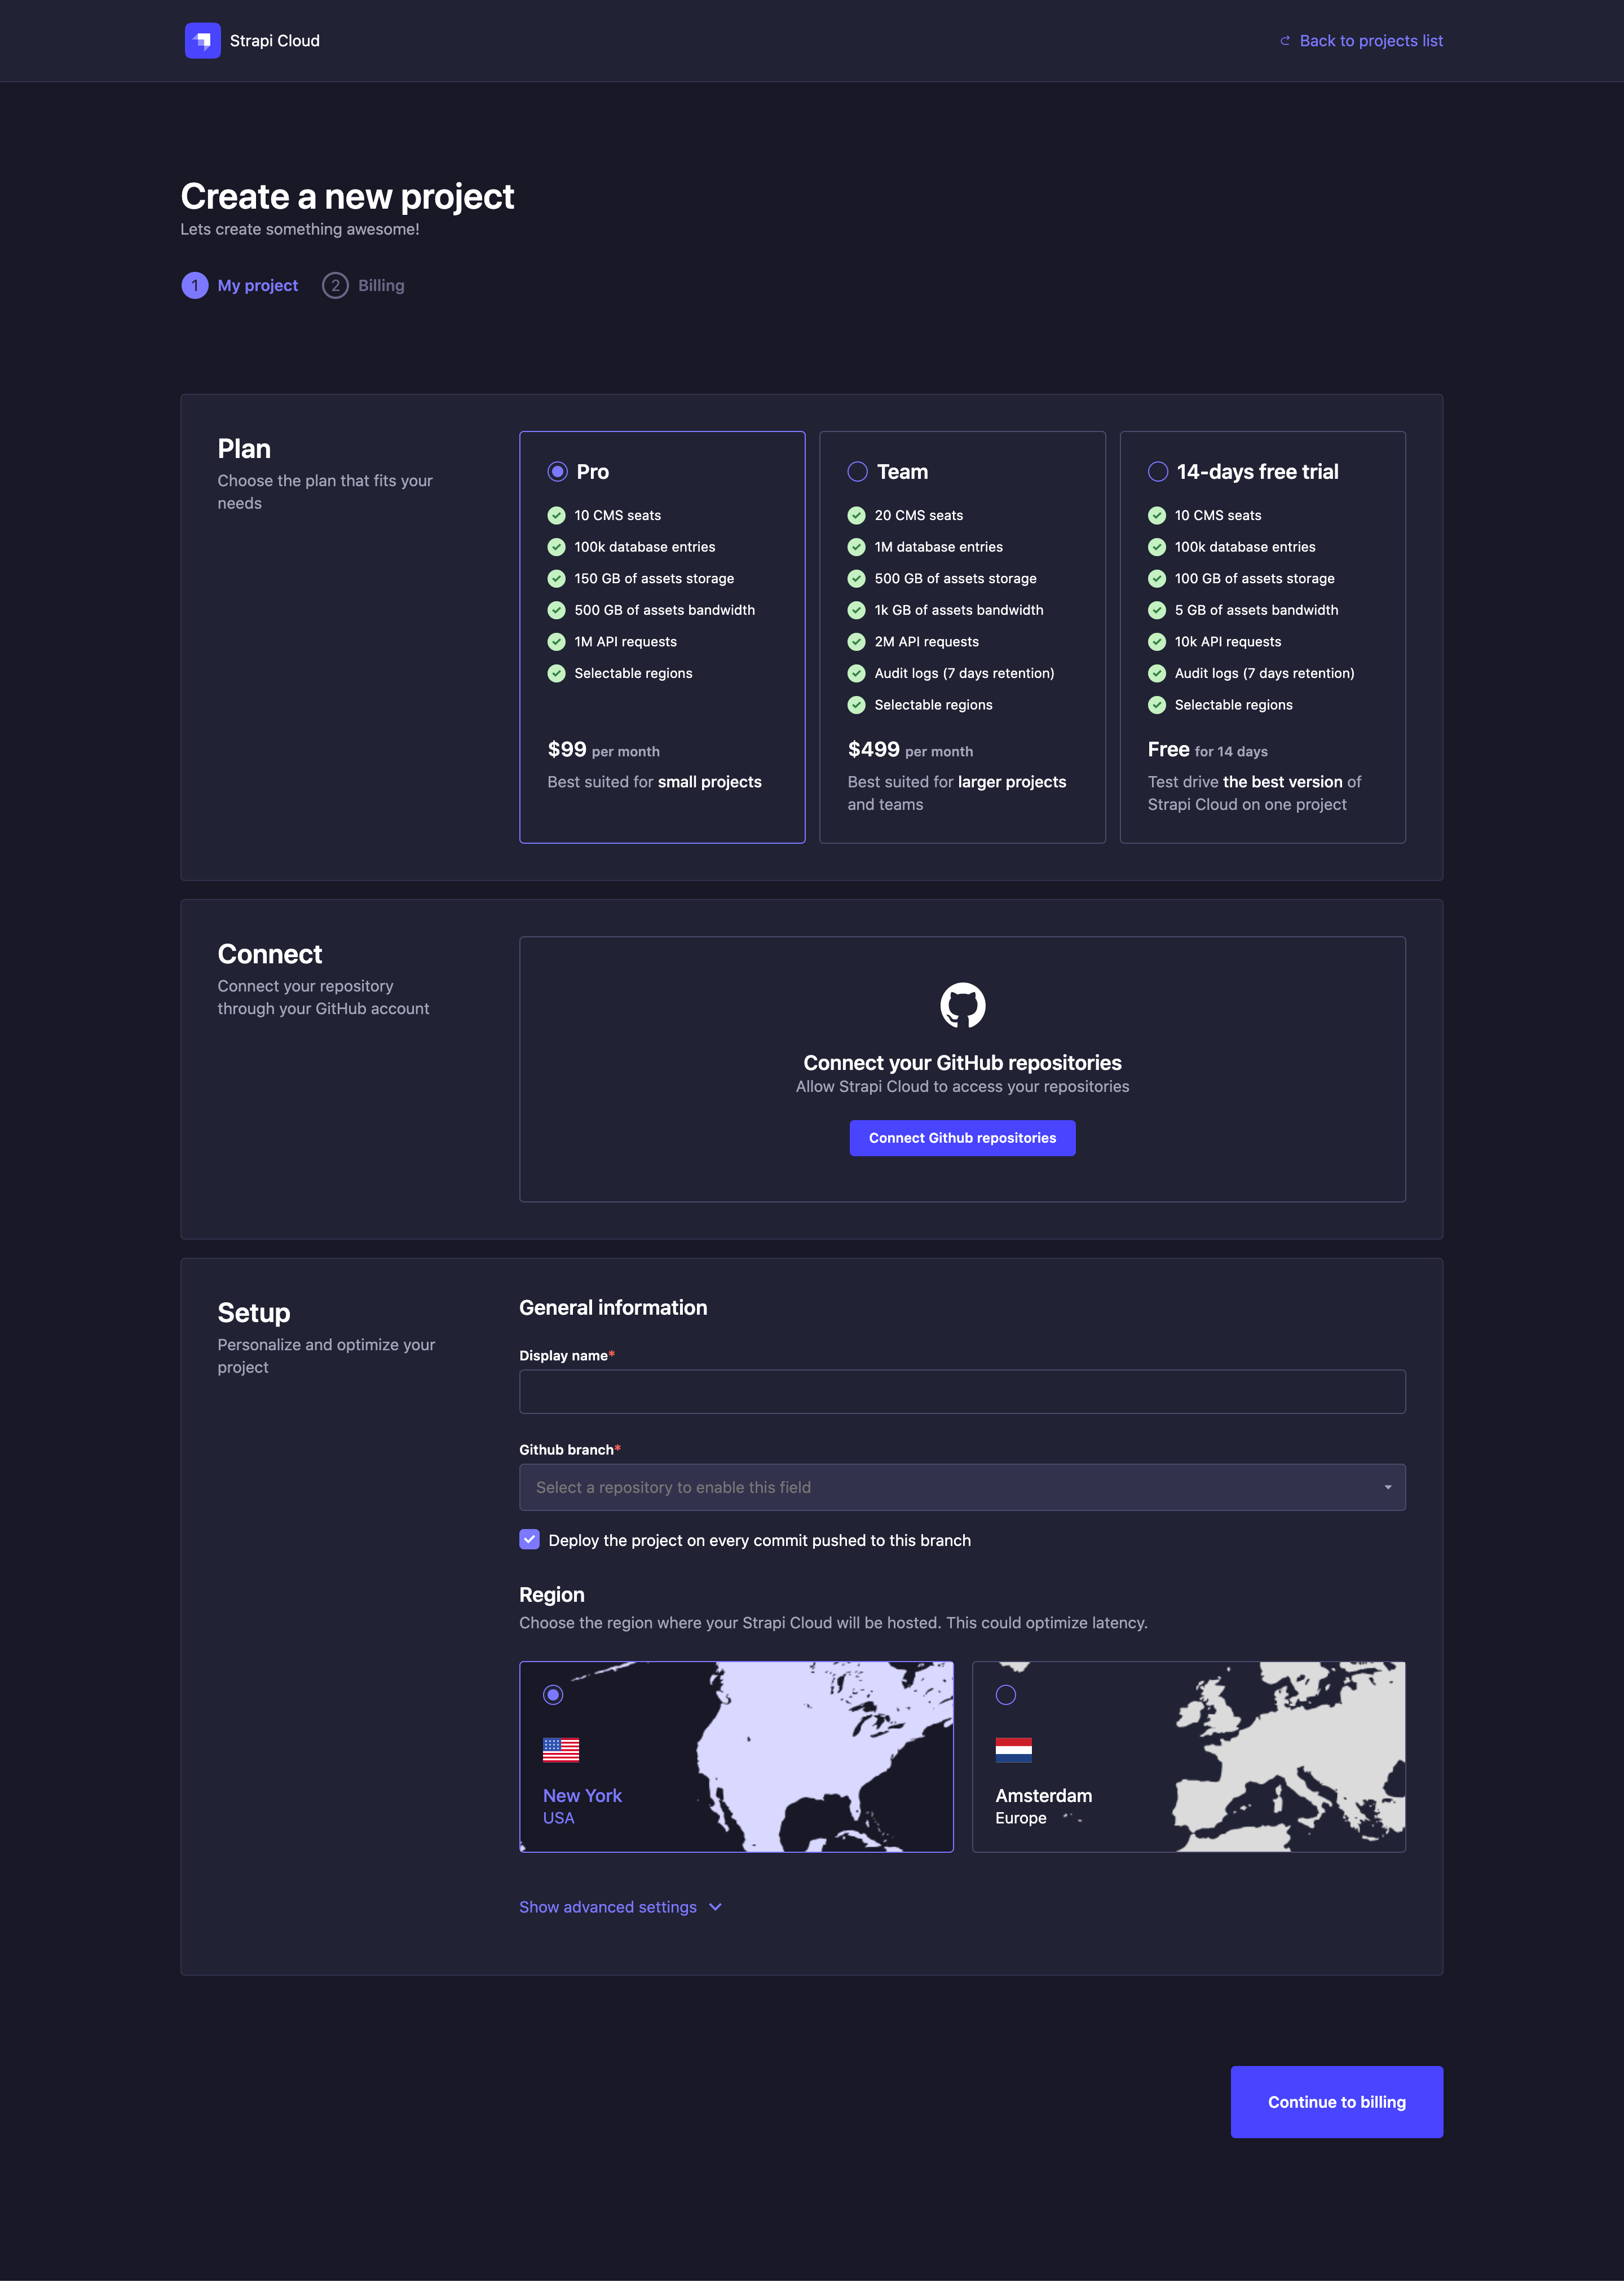 Strapi Cloud
Back to projects list
Create a new project
Lets create something awesome!
1 My project
2 Billing
Plan
Choose the plan that fits your
needs
Pro
10 CMS seats
100k database entries
150 GB of assets storage
500 GB of assets bandwidth
1M API requests
Selectable regions
$99 per month
Best suited for small projects
Team
20 CMS seats
1M database entries
500 GB of assets storage
1k GB of assets bandwidth
2M API requests
Audit logs (7 days retention)
Selectable regions
$499 per month
Best suited for larger projects
and teams
14-days free trial
10 CMS seats
100k database entries
100 GB of assets storage
5 GB of assets bandwidth
10k API requests
Audit logs (7 days retention)
Selectable regions
Free for 14 days
Test drive the best version of
Strapi Cloud on one project
Connect
Connect your repository
through your GitHub account
Connect your GitHub repositories
Allow Strapi Cloud to access your repositories
Connect Github repositories
Setup
Personalize and optimize your
project
General information
Display name*
Github branch*
Select a repository to enable this field
Deploy the project on every commit pushed to this branch
Region
Choose the region where your Strapi Cloud will be hosted. This could optimize latency.
New York
USA
Amsterdam
Europe
Show advanced settings
Continue to billing